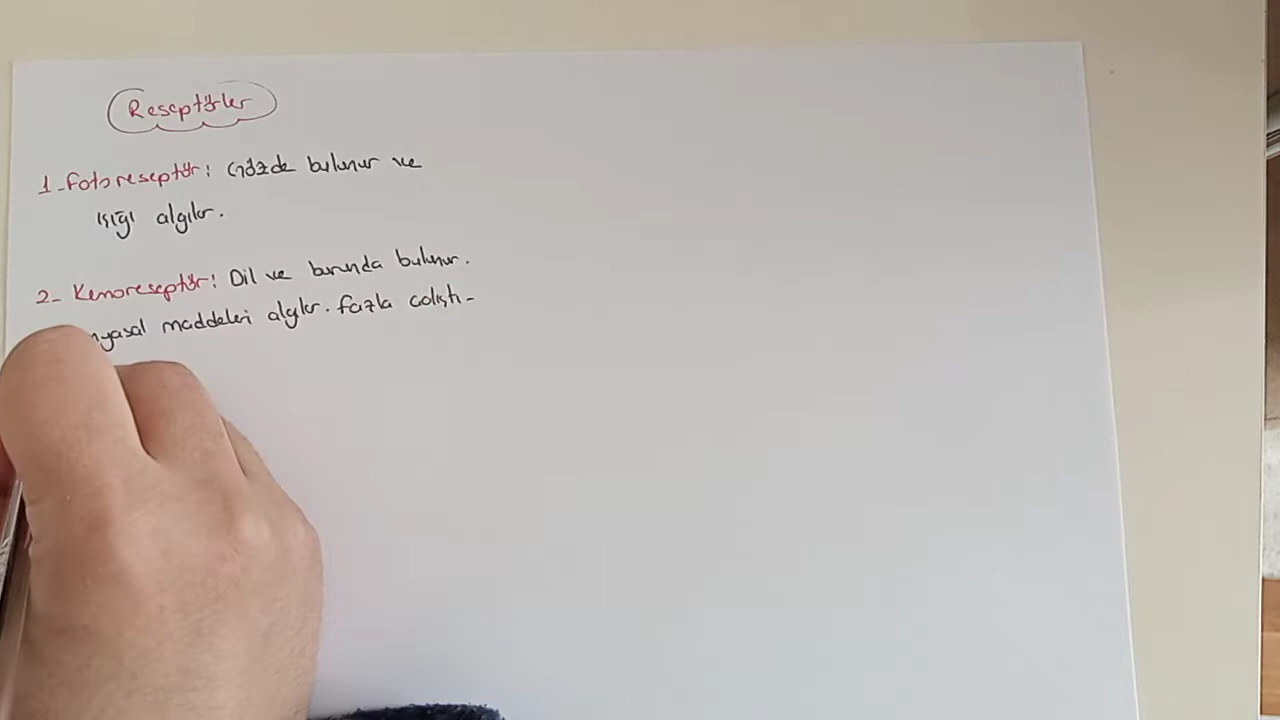 Reseptörler
1-Fotoreseptör: Gözde bulunur ve
ışığı algılar.
2- Kemoreseptör: Dil ve burunda bulunur.
maddeleri algılar. fazla çalıştı-